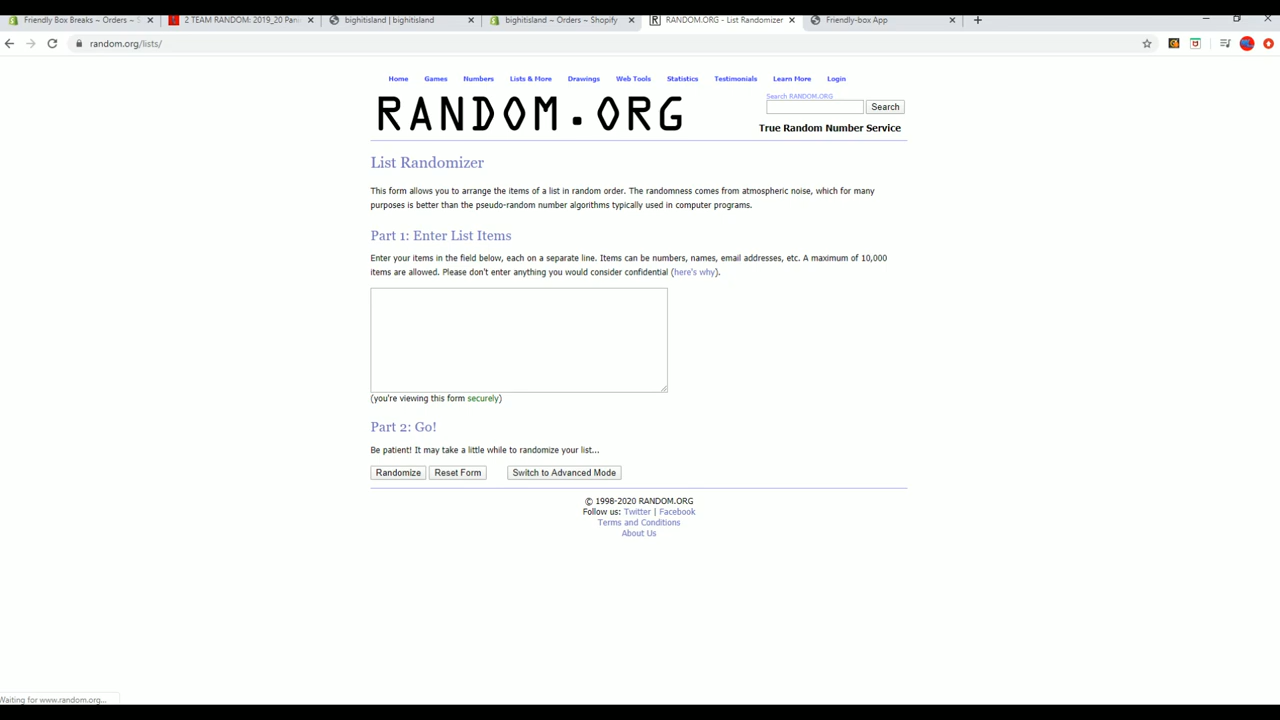 Friendly Box Breaks ~ Orders ~
2 TEAM RANDOM: 2019_20 Pani
bighitisland | bighitisland
bighitisland ~ Orders ~ Shopify
RANDOM.ORG - List Randomizer
Friendly-box App
random.org/lists/
Home Games Numbers Lists & More Drawings Web Tools Statistics Testimonials Learn More Login
RANDOM.ORG
Search RANDOM.ORG
Search
True Random Number Service
List Randomizer
This form allows you to arrange the items of a list in random order. The randomness comes from atmospheric noise, which for many
purposes is better than the pseudo-random number algorithms typically used in computer programs.
Part 1: Enter List Items
Enter your items in the field below, each on a separate line. Items can be numbers, names, email addresses, etc. A maximum of 10,000
items are allowed. Please don't enter anything you would consider confidential (here's why).
(you're viewing this form securely)
Part 2: Go!
Be patient! It may take a little while to randomize your list...
Randomize Reset Form Switch to Advanced Mode
© 1998-2020 RANDOM.ORG
Follow us: Twitter | Facebook
Terms and Conditions
About Us
Waiting for www.random.org...